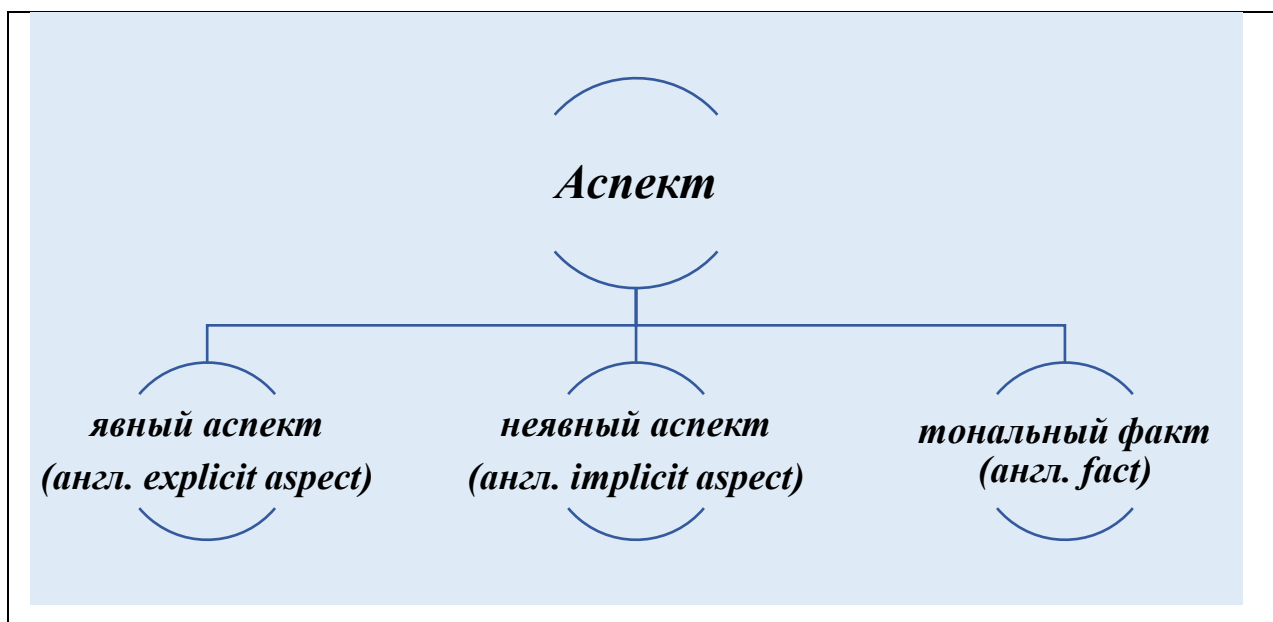 Аспект
явный аспект
(англ. explicit aspect)
неявный аспект
(англ. implicit aspect)
тональный факт
(англ. fact)